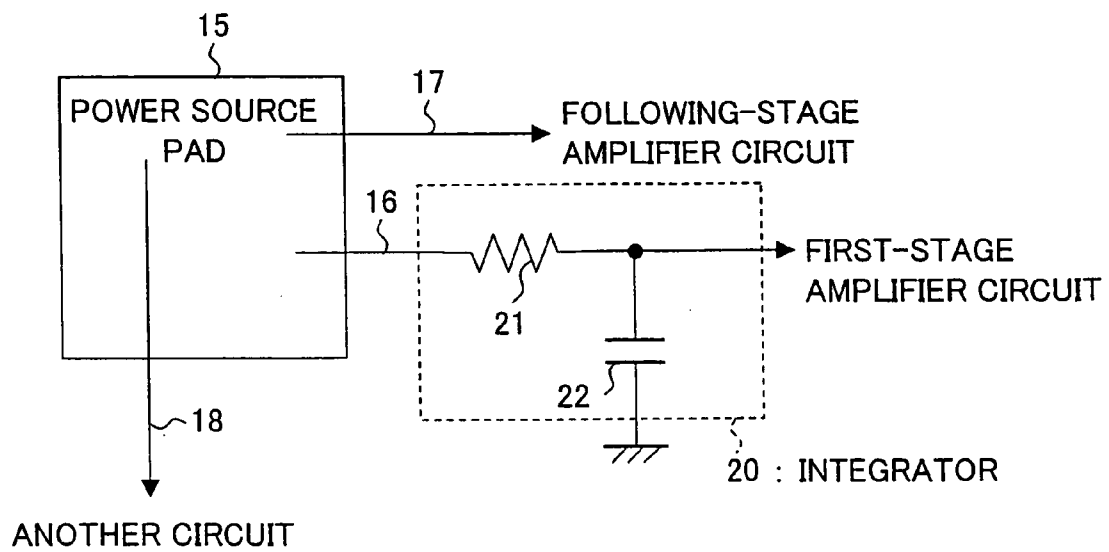 15
POWER SOURCE
PAD
17
FOLLOWING-STAGE
AMPLIFIER CIRCUIT
16
21
22
FIRST-STAGE
AMPLIFIER CIRCUIT
18
20 : INTEGRATOR
ANOTHER CIRCUIT